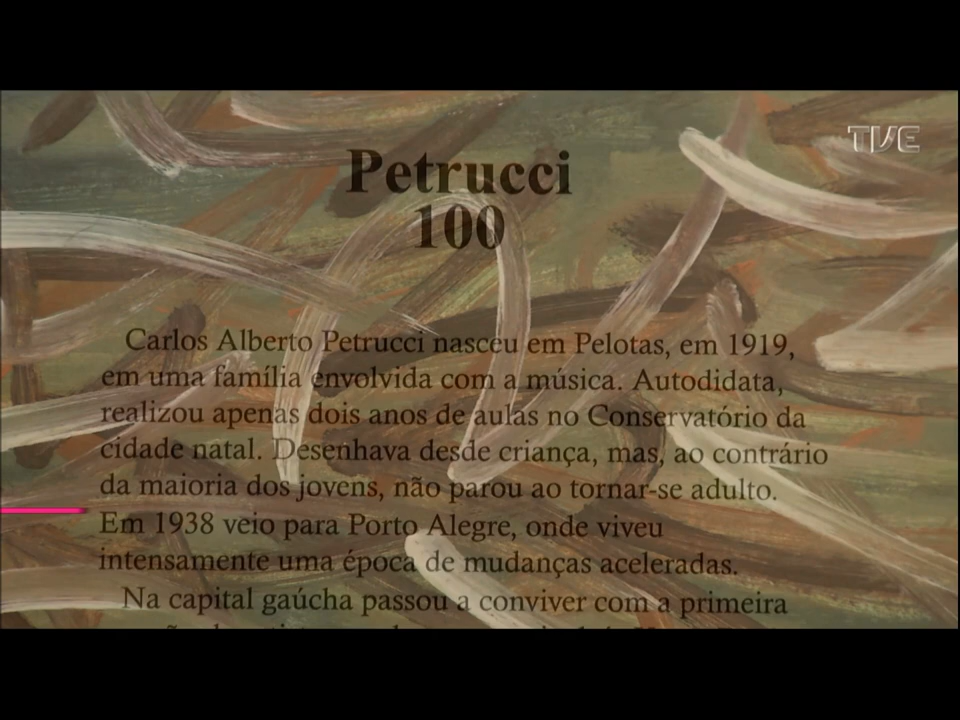 TVE
Petrucci
100
Carlos Alberto Petrucci nasceu em Pelotas, em 1919,
em uma família envolvida com a música. Autodidata,
realizou apenas dois anos de aulas no Conservatório da
cidade natal. Desenhava desde criança, mas, ao contrário
da maioria dos jovens, não parou ao tornar-se adulto.
Em 1938 veio para Porto Alegre, onde viveu
intensamente uma época de mudanças aceleradas.
Na capital gaúcha passou a conviver com a primeira